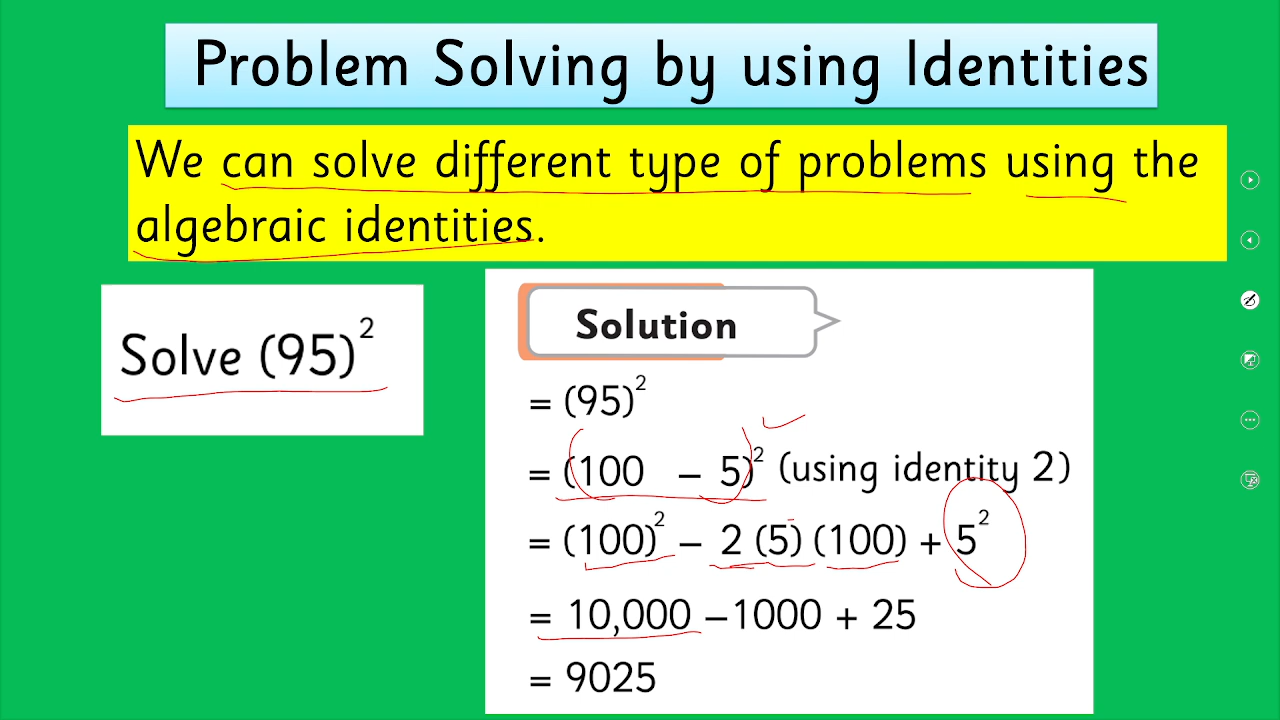 Problem Solving by using Identities
We can solve different type of problems using the
algebraic identities.
Solve (95)²
Solution
= (95)²
= (100 – 5)² (using identity 2)
= (100)² – 2 (5) (100) + 5²
= 10,000 –1000 + 25
= 9025